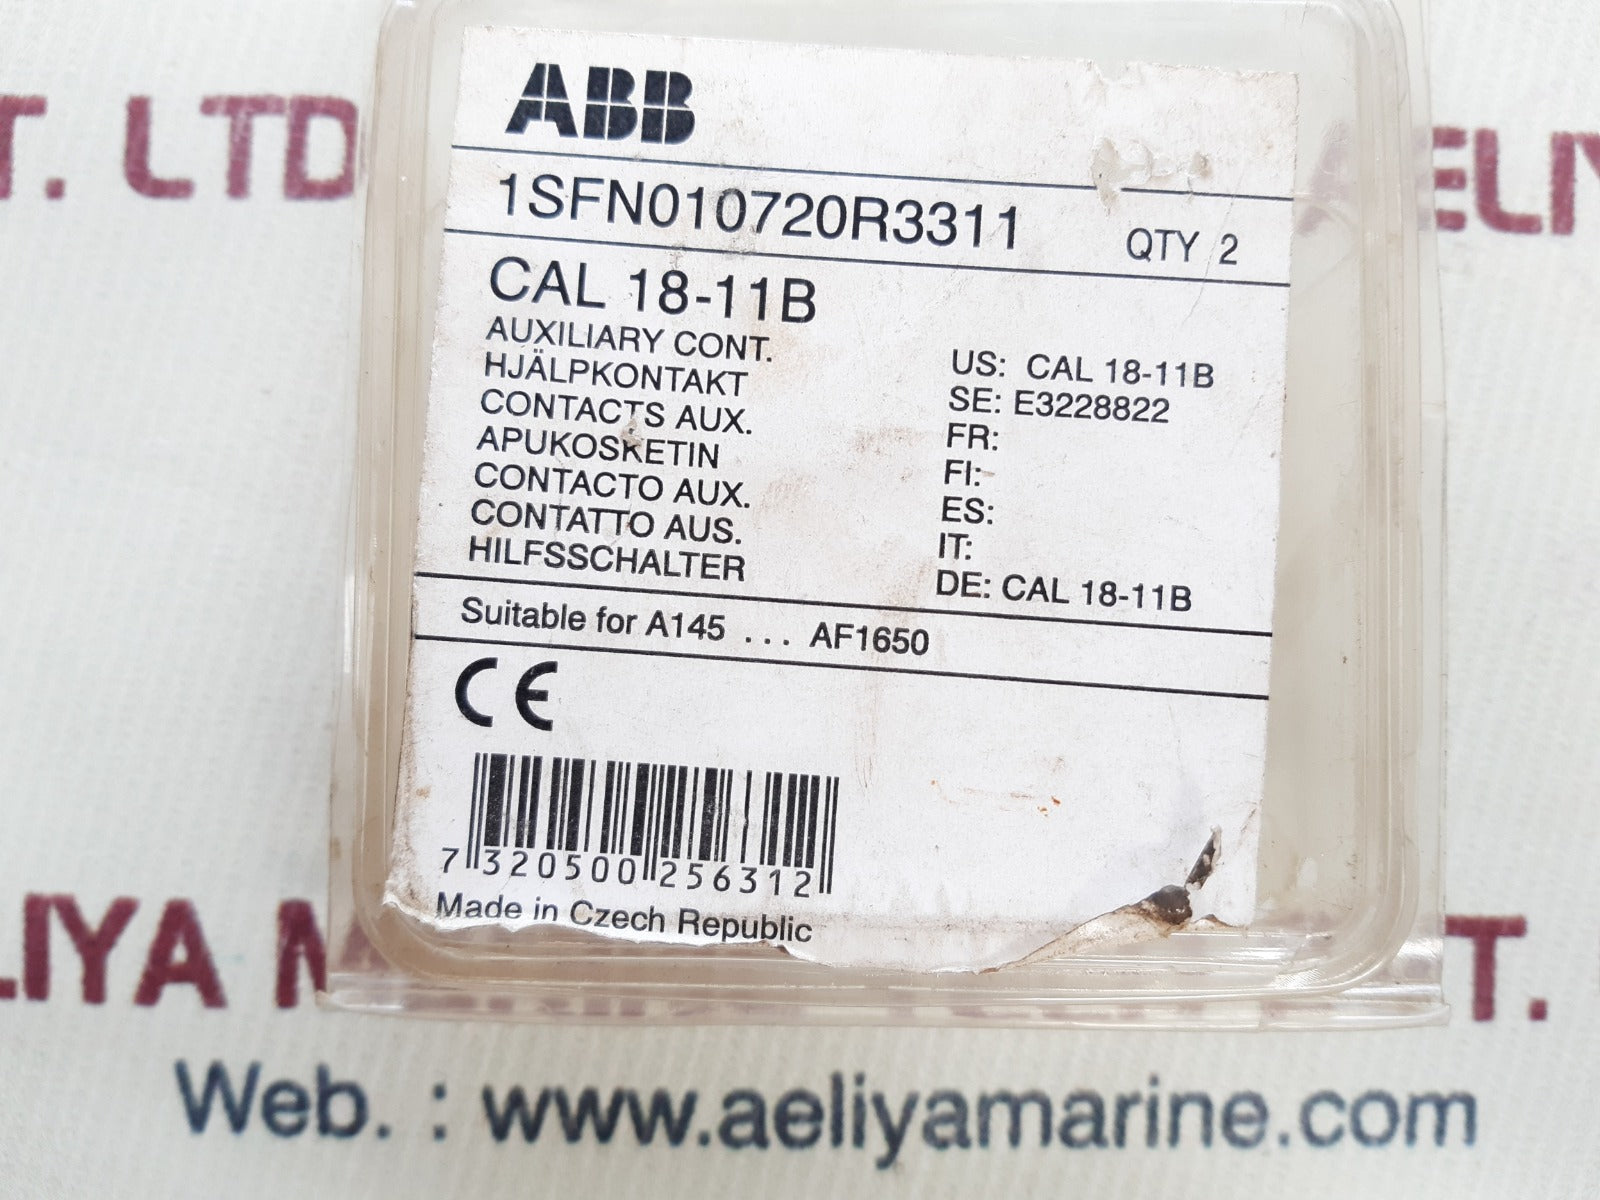 T. LTD
AELIY
ABB
1SFN010720R3311
QTY 2
CAL 18-11B
AUXILIARY CONT.
HJÄLPKONTAKT
CONTACTS AUX.
APUKOSKETIN
CONTACTO AUX.
CONTATTO AUS.
HILFSSCHALTER
US: CAL 18-11B
SE: E3228822
FR:
FI:-
ES:
IT:
DE: CAL 18-11B
Suitable for A145 ... AF1650
CE
7 320500 256312
Made in Czech Republic
ELIYA M
T.
Web. : www.aeliyamarine.com